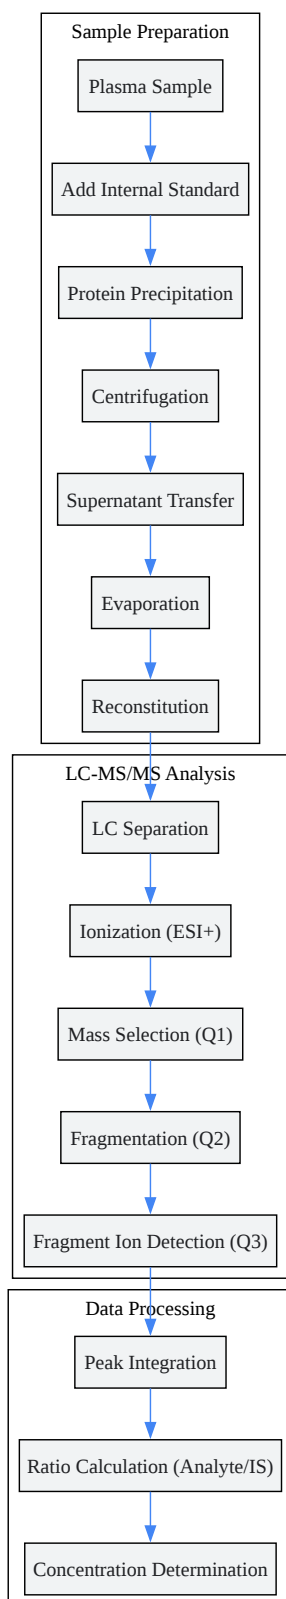 Sample Preparation
Plasma Sample
Add Internal Standard
Protein Precipitation
Centrifugation
Supernatant Transfer
Evaporation
Reconstitution
LC-MS/MS Analysis
LC Separation
Ionization (ESI+)
Mass Selection (Q1)
Fragmentation (Q2)
Fragment Ion Detection (Q3)
Data Processing
Peak Integration
Ratio Calculation (Analyte/IS)
Concentration Determination